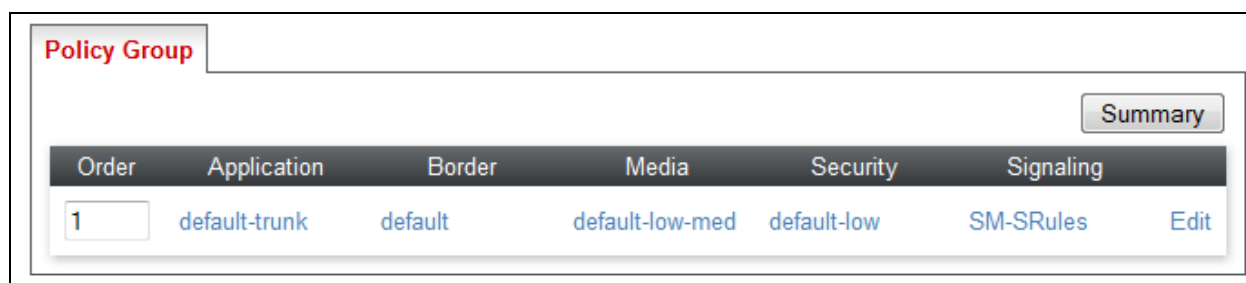 Policy Group
Summary
Order Application Border Media Security Signaling
1 default-trunk default default-low-med default-low SM-SRules Edit